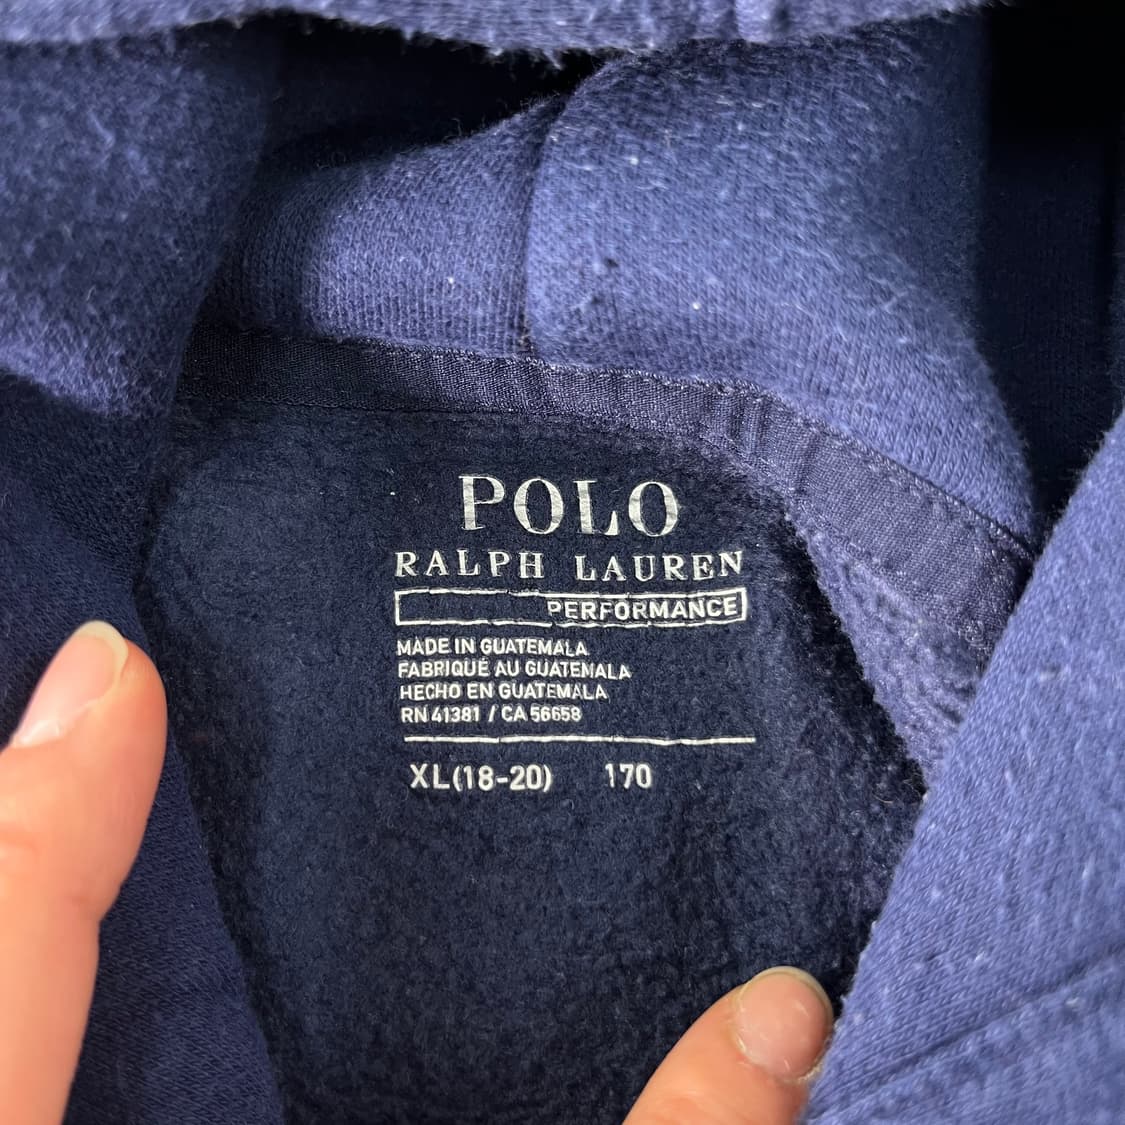 POLO
RALPH LAUREN
PERFORMANCE
MADE IN GUATEMALA
FABRIQUÉ AU GUATEMALA
HECHO EN GUATEMALA
RN 41381 / CA 56658
XL(18-20) 170